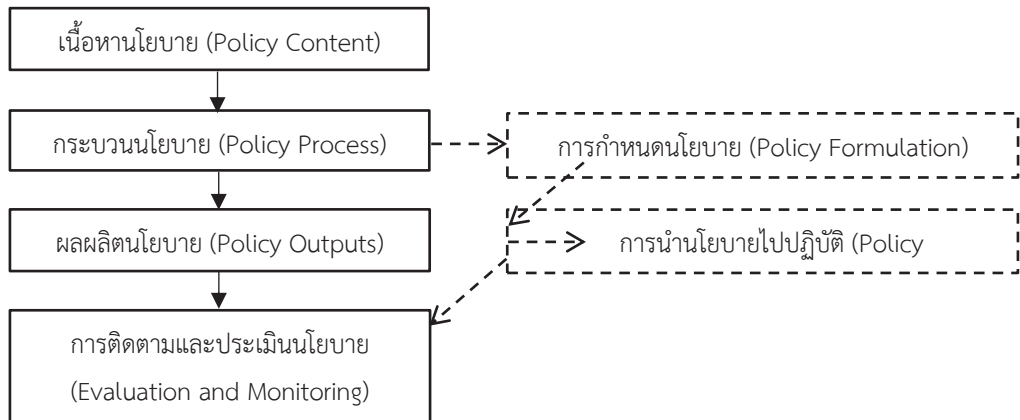 เนื้อหานโยบาย (Policy Content)
กระบวนนโยบาย (Policy Process)
การกำหนดนโยบาย (Policy Formulation)
ผลผลิตนโยบาย (Policy Outputs)
การนำนโยบายไปปฏิบัติ (Policy
การติดตามและประเมินนโยบาย
(Evaluation and Monitoring)